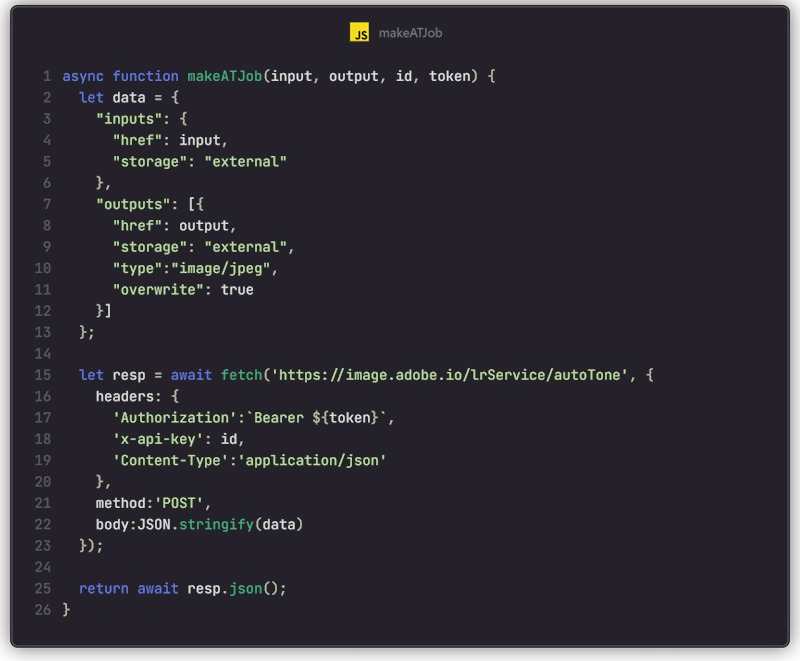 JS makeATJob
1 async function makeATJob(input, output, id, token) {
2   let data = {
3     "inputs": {
4       "href": input,
5       "storage": "external"
6     },
7     "outputs": [{
8       "href": output,
9       "storage": "external",
10       "type":"image/jpeg",
11       "overwrite": true
12     }]
13   };
14
15   let resp = await fetch('https://image.adobe.io/lrService/autoTone', {
16     headers: {
17       'Authorization':`Bearer ${token}`,
18       'x-api-key': id,
19       'Content-Type':'application/json'
20     },
21     method:'POST',
22     body:JSON.stringify(data)
23   });
24
25   return await resp.json();
26 }